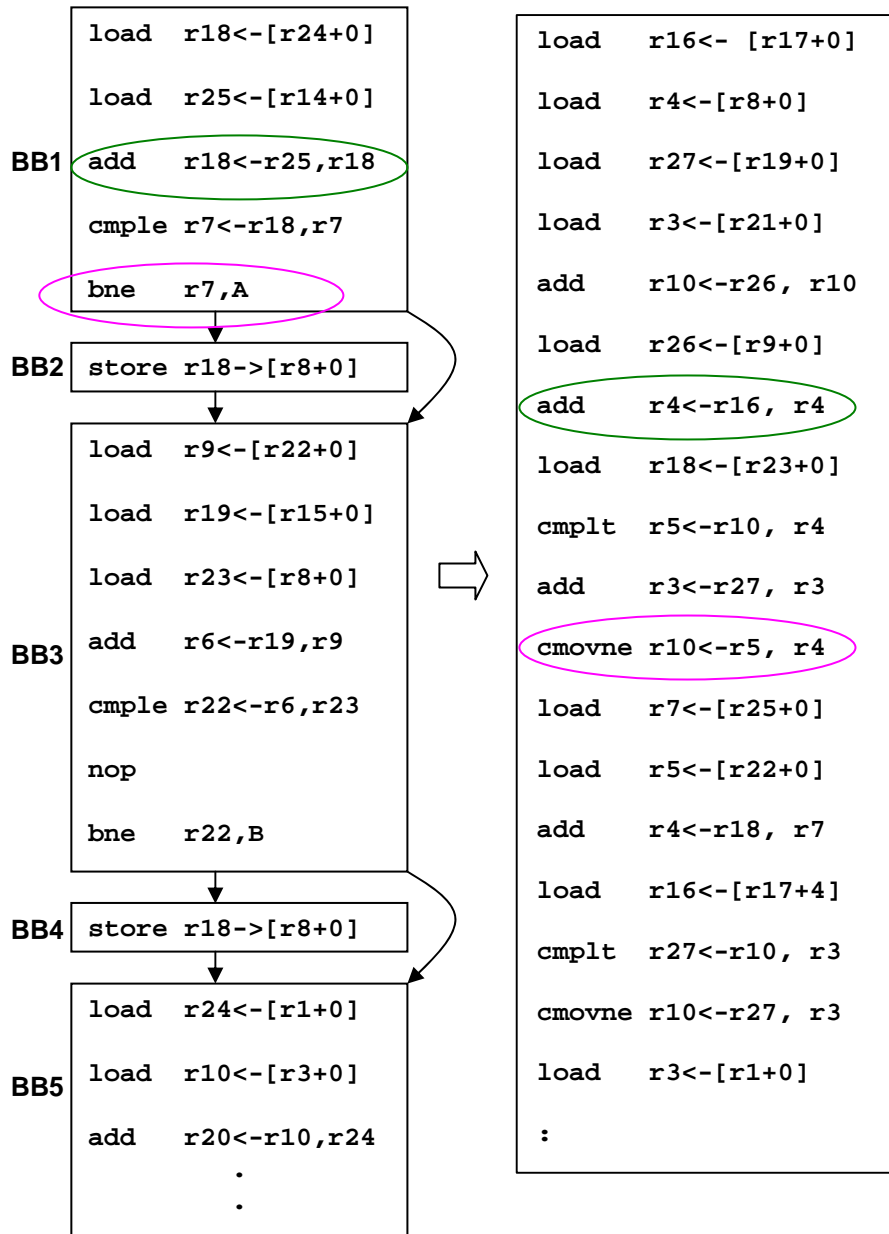 load r18<-[r24+0]
load r25<-[r14+0]
BB1 add r18<-r25,r18
cmple r7<-r18,r7
bne r7,A
BB2 store r18->[r8+0]
load r9<-[r22+0]
load r19<-[r15+0]
load r23<-[r8+0]
add r6<-r19,r9
BB3
cmple r22<-r6,r23
nop
bne r22,B
BB4 store r18->[r8+0]
load r24<-[r1+0]
load r10<-[r3+0]
BB5
add r20<-r10,r24
.
.
load r16<- [r17+0]
load r4<-[r8+0]
load r27<-[r19+0]
load r3<-[r21+0]
add r10<-r26, r10
load r26<-[r9+0]
add r4<-r16, r4
load r18<-[r23+0]
cmplt r5<-r10, r4
add r3<-r27, r3
cmovne r10<-r5, r4
load r7<-[r25+0]
load r5<-[r22+0]
add r4<-r18, r7
load r16<-[r17+4]
cmplt r27<-r10, r3
cmovne r10<-r27, r3
load r3<-[r1+0]
: